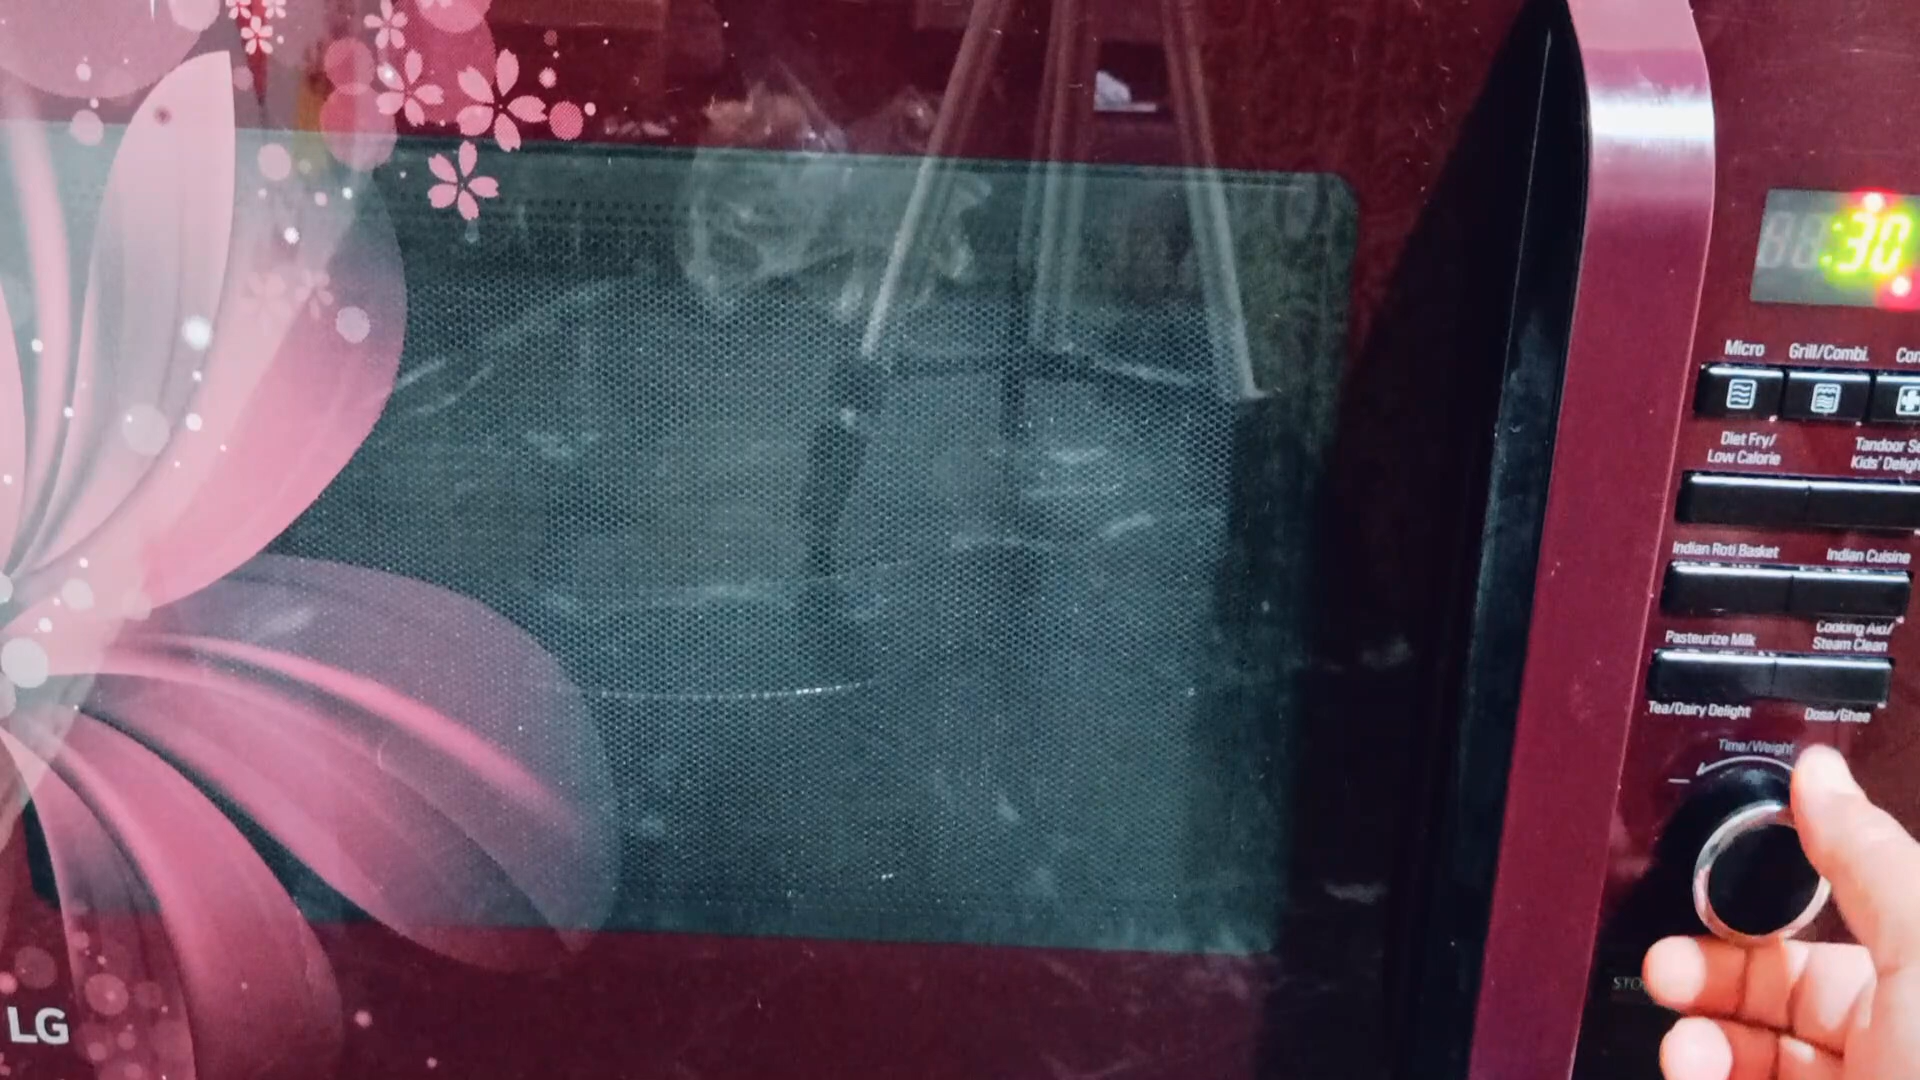 :30
Micro
Grill/Combi.
Diet Fry/
Low Calorie
Tandoor
Indian Roti Basket
Indian Cuisine
Pasteurize Milk
Cooking Aid/
Steam Clean
Tea/Dairy Delight
Dosa/Ghee
Time/Weight
LG